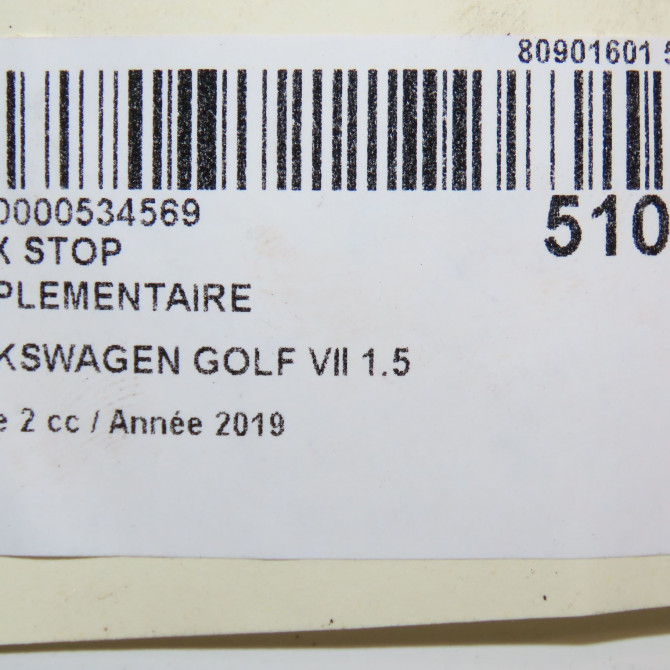 80901601 5
0000534569
510
X STOP
PLEMENTAIRE
KSWAGEN GOLF VII 1.5
e 2 cc / Année 2019